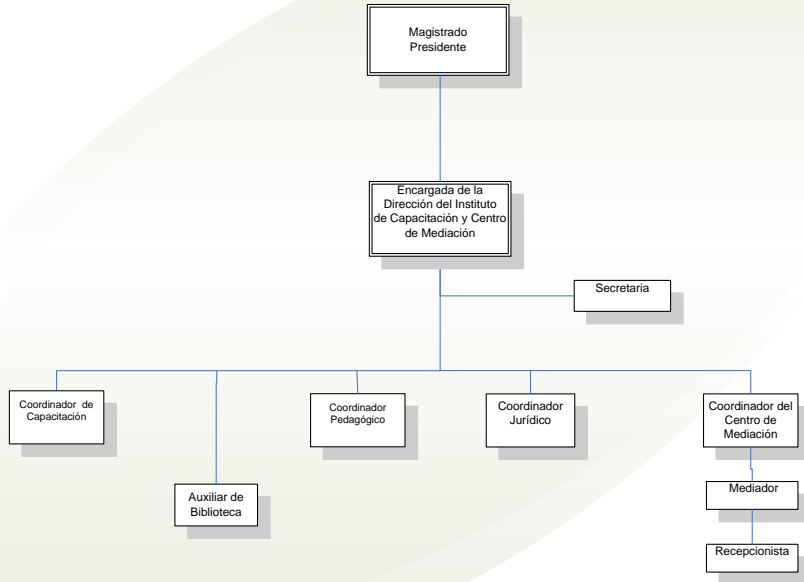 Magistrado
Presidente
Encargada de la
Dirección del Instituto
de Capacitación y Centro
de Mediación
Secretaria
Coordinador de
Capacitación
Coordinador
Pedagógico
Coordinador
Jurídico
Coordinador del
Centro de
Mediación
Auxiliar de
Biblioteca
Mediador
Recepcionista